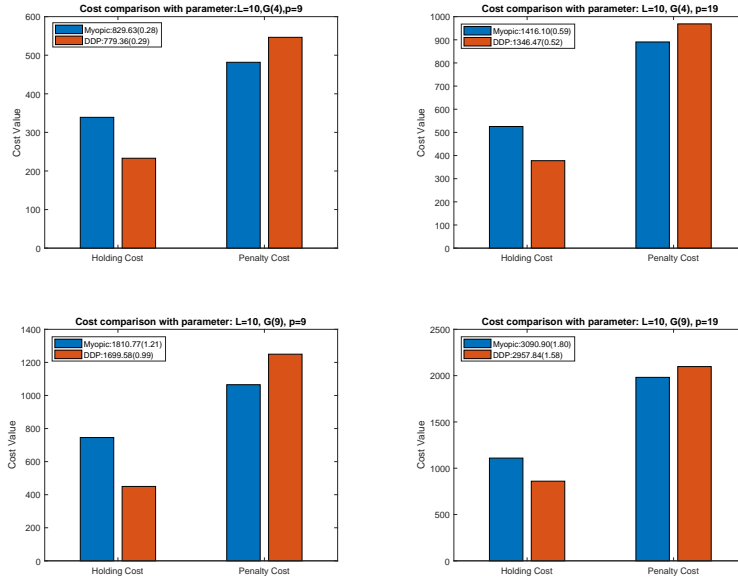 Cost comparison with parameter:L=10,G(4),p=9
Myopic:829.63(0.28)
DDP:779.36(0.29)
600
500
400
300
200
100
0
Cost Value
Holding Cost
Penalty Cost
Cost comparison with parameter: L=10, G(4), p=19
Myopic:1416.10(0.59)
DDP:1346.47(0.52)
1000
900
800
700
600
500
400
300
200
100
0
Cost Value
Holding Cost
Penalty Cost
Cost comparison with parameter: L=10, G(9), p=9
Myopic:1810.77(1.21)
DDP:1699.58(0.99)
1400
1200
1000
800
600
400
200
0
Cost Value
Holding Cost
Penalty Cost
Cost comparison with parameter: L=10, G(9), p=19
Myopic:3090.90(1.80)
DDP:2957.84(1.58)
2500
2000
1500
1000
500
0
Cost Value
Holding Cost
Penalty Cost